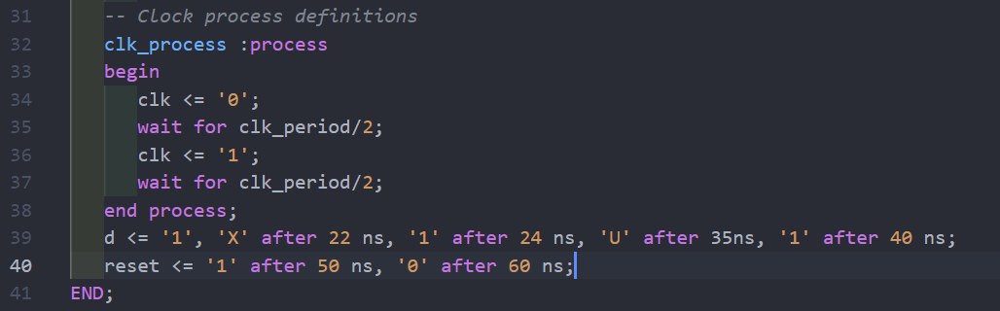 31 -- Clock process definitions
32 clk_process :process
33 begin
34 clk <= '0';
35 wait for clk_period/2;
36 clk <= '1';
37 wait for clk_period/2;
38 end process;
39 d <= '1', 'X' after 22 ns, '1' after 24 ns, 'U' after 35ns, '1' after 40 ns;
40 reset <= '1' after 50 ns, '0' after 60 ns;
41 END;